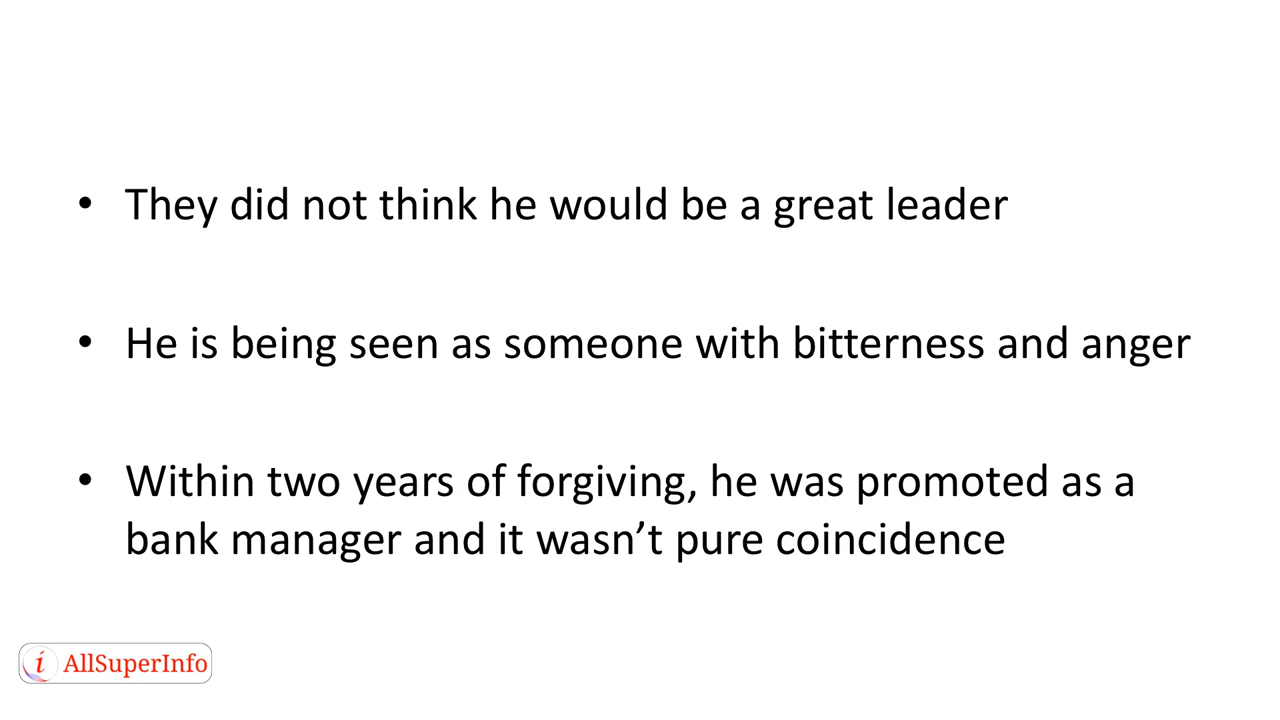 • They did not think he would be a great leader
• He is being seen as someone with bitterness and anger
• Within two years of forgiving, he was promoted as a
bank manager and it wasn’t pure coincidence
i AllSuperInfo